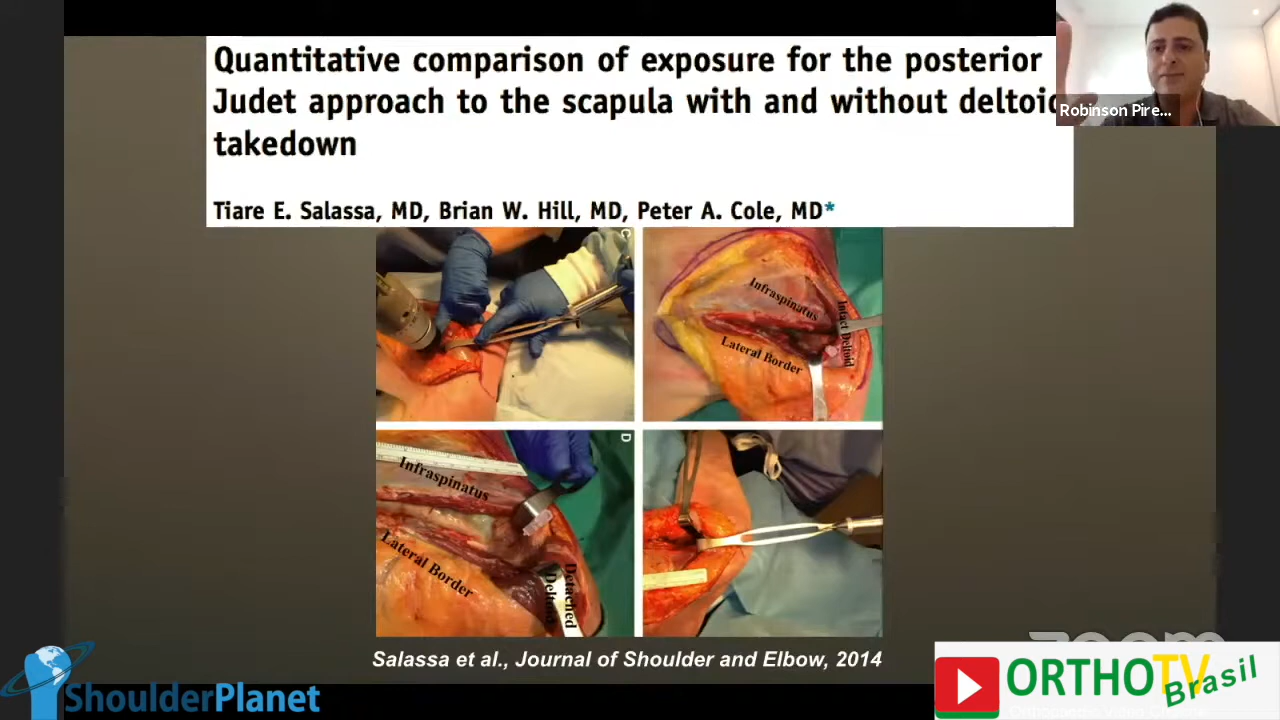 Quantitative comparison of exposure for the posterior
Judet approach to the scapula with and without deltoid
takedown
Robinson Pire...
Tiare E. Salassa, MD, Brian W. Hill, MD, Peter A. Cole, MD*
C
Infraspinatus
Intact Deltoid
Lateral Border
D
Infraspinatus
Lateral Border
Detached
Deltoid
Salassa et al., Journal of Shoulder and Elbow, 2014
zoom
ShoulderPlanet
ORTHOTV
Brasil